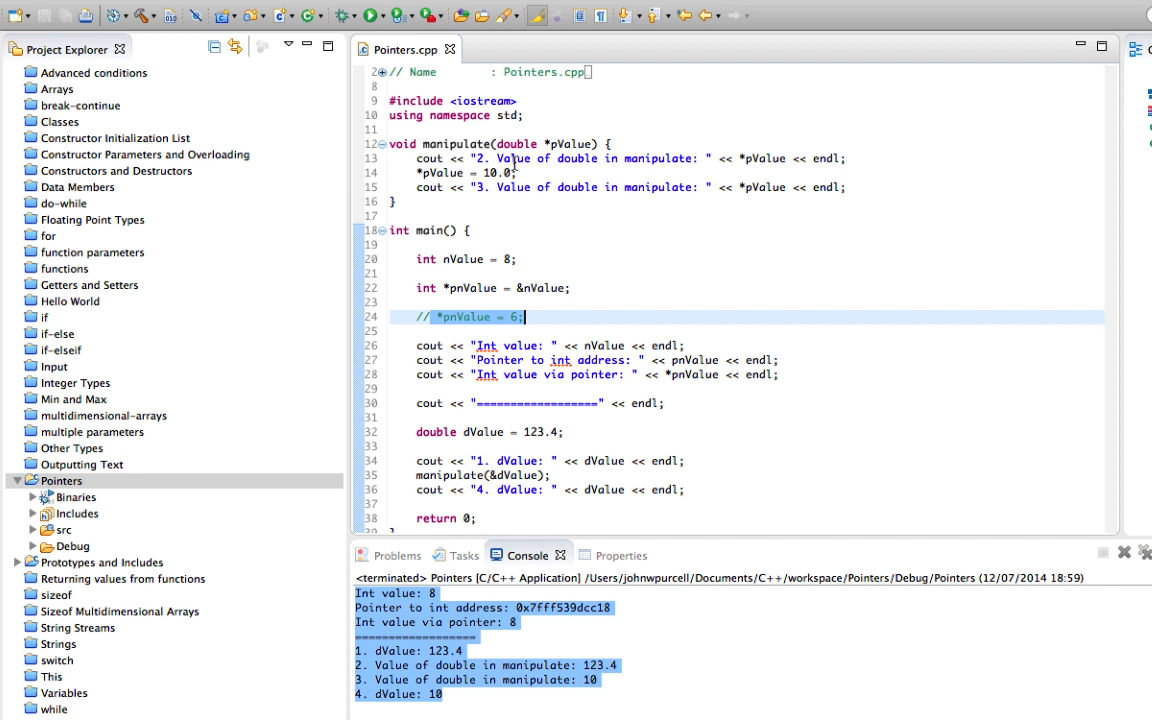 Project Explorer
Advanced conditions
Arrays
break-continue
Classes
Constructor Initialization List
Constructor Parameters and Overloading
Constructors and Destructors
Data Members
do-while
Floating Point Types
for
function parameters
functions
Getters and Setters
Hello World
if
if-else
if-elseif
Input
Integer Types
Min and Max
multidimensional-arrays
multiple parameters
Other Types
Outputting Text
Pointers
Binaries
Includes
src
Debug
Prototypes and Includes
Returning values from functions
sizeof
Sizeof Multidimensional Arrays
String Streams
Strings
switch
This
Variables
while
Pointers.cpp
2 // Name : Pointers.cpp
8
9 #include <iostream>
10 using namespace std;
11
12 void manipulate(double *pValue) {
13 cout << "2. Value of double in manipulate: " << *pValue << endl;
14 *pValue = 10.0;
15 cout << "3. Value of double in manipulate: " << *pValue << endl;
16 }
17
18 int main() {
19
20 int nValue = 8;
21
22 int *pnValue = &nValue;
23
24 // *pnValue = 6;
25
26 cout << "Int value: " << nValue << endl;
27 cout << "Pointer to int address: " << pnValue << endl;
28 cout << "Int value via pointer: " << *pnValue << endl;
29
30 cout << "==================" << endl;
31
32 double dValue = 123.4;
33
34 cout << "1. dValue: " << dValue << endl;
35 manipulate(&dValue);
36 cout << "4. dValue: " << dValue << endl;
37
38 return 0;
Problems Tasks Console Properties
<terminated> Pointers [C/C++ Application] /Users/johnwpurcell/Documents/C++/workspace/Pointers/Debug/Pointers (12/07/2014 18:59)
Int value: 8
Pointer to int address: 0x7fff539dcc18
Int value via pointer: 8
==================
1. dValue: 123.4
2. Value of double in manipulate: 123.4
3. Value of double in manipulate: 10
4. dValue: 10